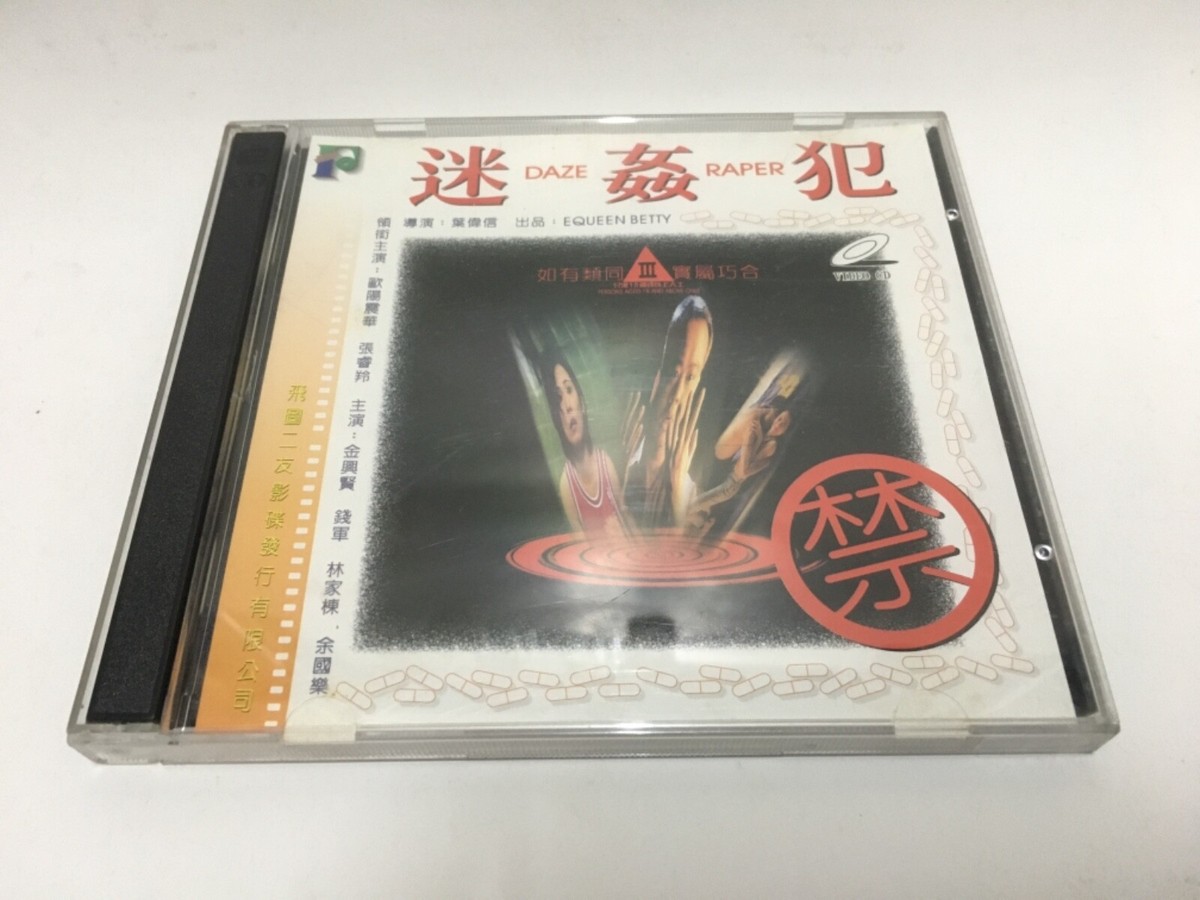 迷 DAZE 姦 RAPER 犯
導演：葉偉信 出品：EQUEEN BETTY
領銜主演：歐陽震華 張睿羚 主演：金興賢 錢軍 林家棟．余國樂
如有類同 III 實屬巧合
VIDEO CD
禁
飛圖二友影碟發行有限公司